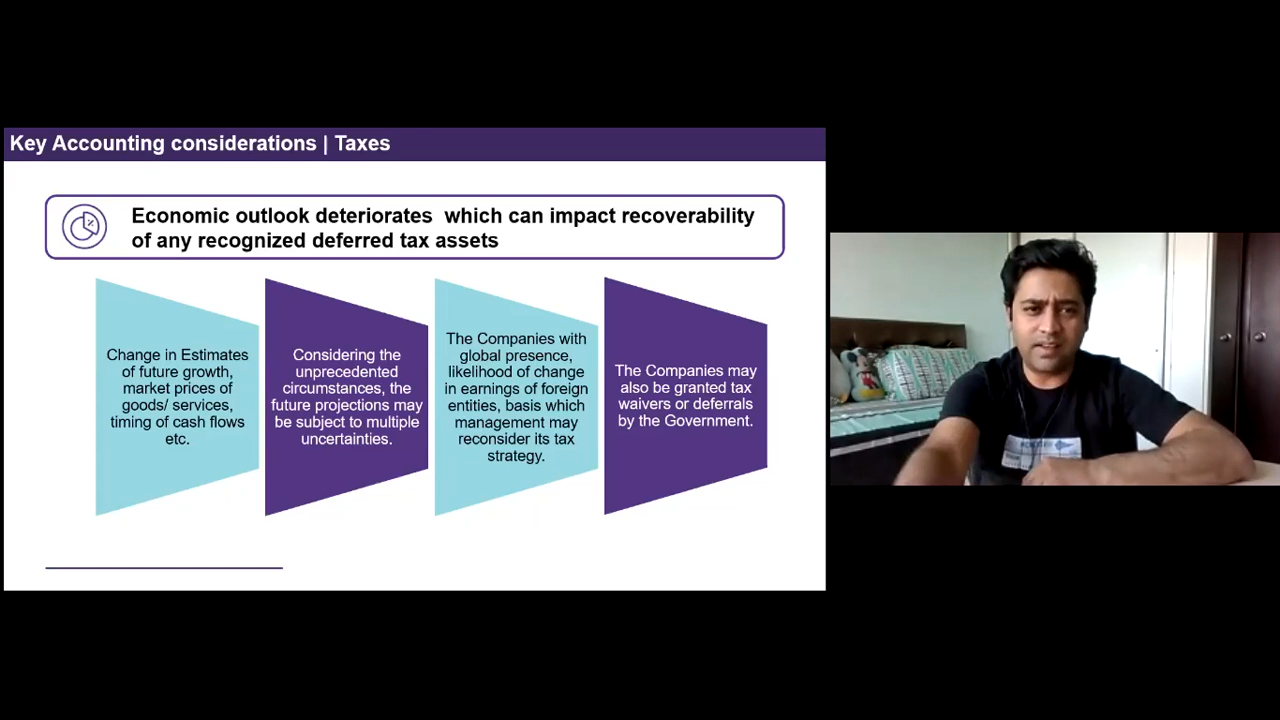 Key Accounting considerations | Taxes
Economic outlook deteriorates which can impact recoverability
of any recognized deferred tax assets
Change in Estimates
of future growth,
market prices of
goods/ services,
timing of cash flows
etc.
Considering the
unprecedented
circumstances, the
future projections may
be subject to multiple
uncertainties.
The Companies with
global presence,
likelihood of change
in earnings of foreign
entities, basis which
management may
reconsider its tax
strategy.
The Companies may
also be granted tax
waivers or deferrals
by the Government.